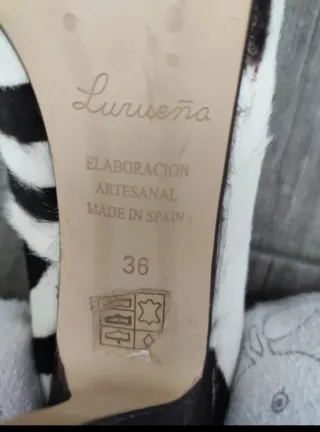 Lurueña
ELABORACION
ARTESANAL
MADE IN SPAIN
36